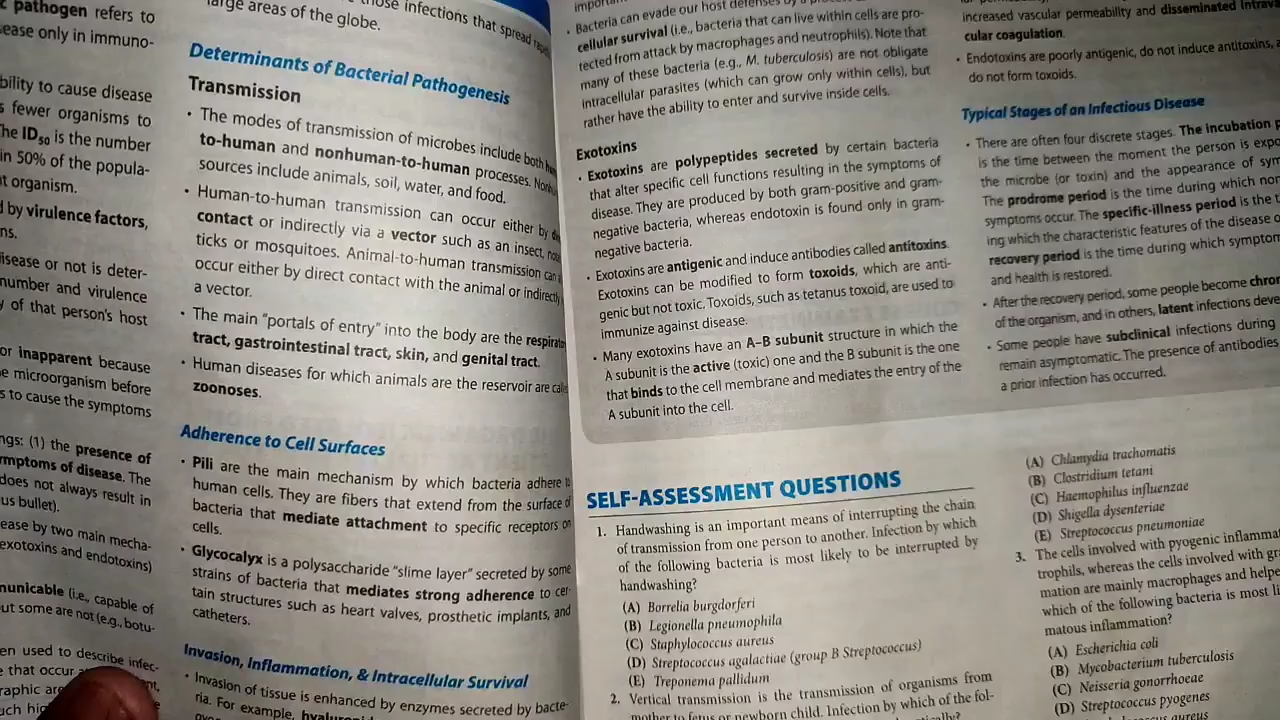 pathogen refers to
ease only in immuno-
bility to cause disease
fewer organisms to
he ID50 is the number
in 50% of the popula-
t organism.
d by virulence factors,
ns.
isease or not is deter-
number and virulence
y of that person's host
or inapparent because
e microorganism before
s to cause the symptoms
ngs: (1) the presence of
mptoms of disease. The
does not always result in
us bullet).
ease by two main mecha-
exotoxins and endotoxins)
municable (i.e., capable of
ut some are not (e.g., botu-
en used to describe infec-
e that occur
raphic are
those infections that spread
large areas of the globe.
Determinants of Bacterial Pathogenesis
Transmission
• The modes of transmission of microbes include both
to-human and nonhuman-to-human processes.
sources include animals, soil, water, and food.
• Human-to-human transmission can occur either by
contact or indirectly via a vector such as an insect,
ticks or mosquitoes. Animal-to-human transmission can
occur either by direct contact with the animal or indirectly
a vector.
• The main "portals of entry" into the body are the
tract, gastrointestinal tract, skin, and genital tract.
• Human diseases for which animals are the reservoir are
zoonoses.
Adherence to Cell Surfaces
• Pili are the main mechanism by which bacteria adhere
human cells. They are fibers that extend from the surface of
bacteria that mediate attachment to specific receptors on
cells.
• Glycocalyx is a polysaccharide "slime layer" secreted by some
strains of bacteria that mediates strong adherence to cer-
tain structures such as heart valves, prosthetic implants, and
catheters.
Invasion, Inflammation, & Intracellular Survival
• Invasion of tissue is enhanced by enzymes secreted by bacte-
ria. For example,
• Bacteria can evade our host defenses by a
cellular survival (i.e., bacteria that can live within cells are pro-
tected from attack by macrophages and neutrophils). Note that
many of these bacteria (e.g., M. tuberculosis) are not obligate
intracellular parasites (which can grow only within cells), but
rather have the ability to enter and survive inside cells.
Exotoxins
• Exotoxins are polypeptides secreted by certain bacteria
that alter specific cell functions resulting in the symptoms of
disease. They are produced by both gram-positive and gram-
negative bacteria, whereas endotoxin is found only in gram-
negative bacteria.
• Exotoxins are antigenic and induce antibodies called antitoxins.
Exotoxins can be modified to form toxoids, which are anti-
genic but not toxic. Toxoids, such as tetanus toxoid, are used to
immunize against disease.
• Many exotoxins have an A–B subunit structure in which the
A subunit is the active (toxic) one and the B subunit is the one
that binds to the cell membrane and mediates the entry of the
A subunit into the cell.
increased vascular permeability and disseminated
cular coagulation.
• Endotoxins are poorly antigenic, do not induce antitoxins,
do not form toxoids.
Typical Stages of an Infectious Disease
• There are often four discrete stages. The incubation
is the time between the moment the person is
the microbe (or toxin) and the appearance of
The prodrome period is the time during which
symptoms occur. The specific-illness period is the
ing which the characteristic features of the disease
recovery period is the time during which
and health is restored.
• After the recovery period, some people become
of the organism, and in others, latent infections
• Some people have subclinical infections during
remain asymptomatic. The presence of antibodies
a prior infection has occurred.
SELF-ASSESSMENT QUESTIONS
1. Handwashing is an important means of interrupting the chain
of transmission from one person to another. Infection by which
of the following bacteria is most likely to be interrupted by
handwashing?
(A) Borrelia burgdorferi
(B) Legionella pneumophila
(C) Staphylococcus aureus
(D) Streptococcus agalactiae (group B Streptococcus)
(E) Treponema pallidum
2. Vertical transmission is the transmission of organisms from
mother to fetus or newborn child. Infection by which of the fol-
(A) Chlamydia trachomatis
(B) Clostridium tetani
(C) Haemophilus influenzae
(D) Shigella dysenteriae
(E) Streptococcus pneumoniae
3. The cells involved with pyogenic
trophils, whereas the cells involved with
mation are mainly macrophages and
which of the following bacteria is most
matous inflammation?
(A) Escherichia coli
(B) Mycobacterium tuberculosis
(C) Neisseria gonorrhoeae
(D) Streptococcus pyogenes
aureus